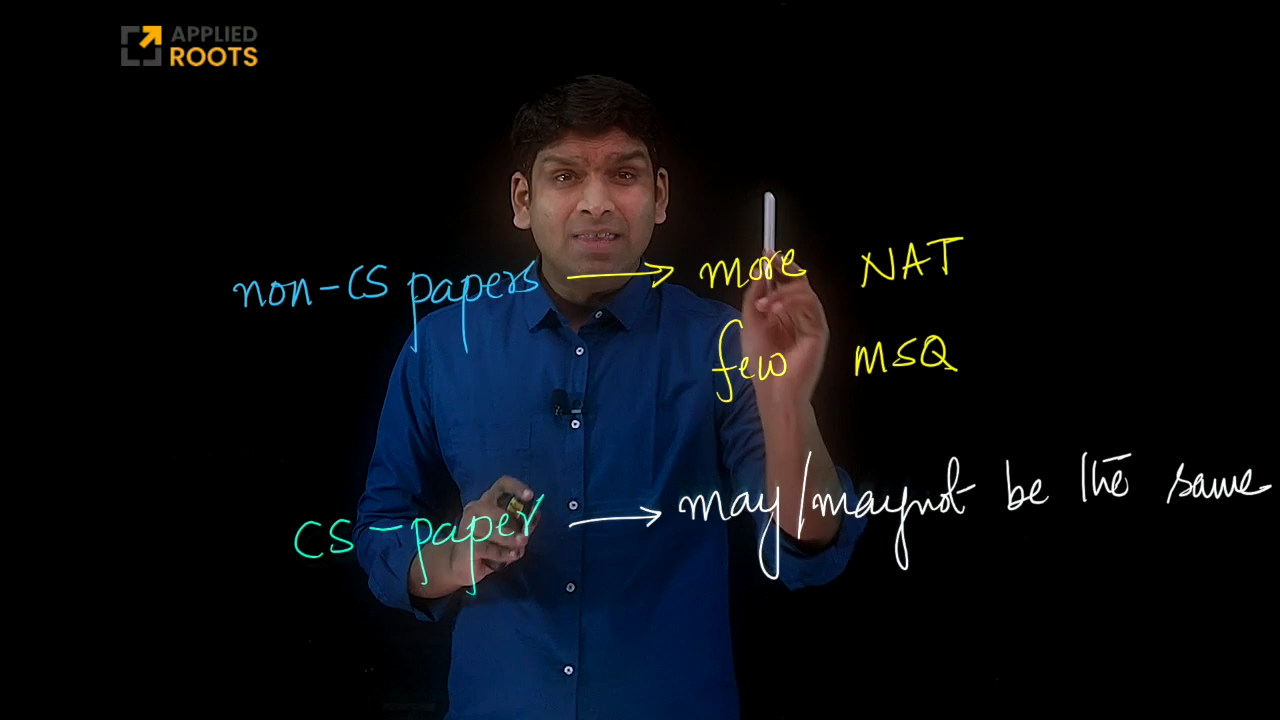 APPLIED
ROOTS
non-CS papers → more NAT
few MSQ
CS-paper → may/maynot be the same